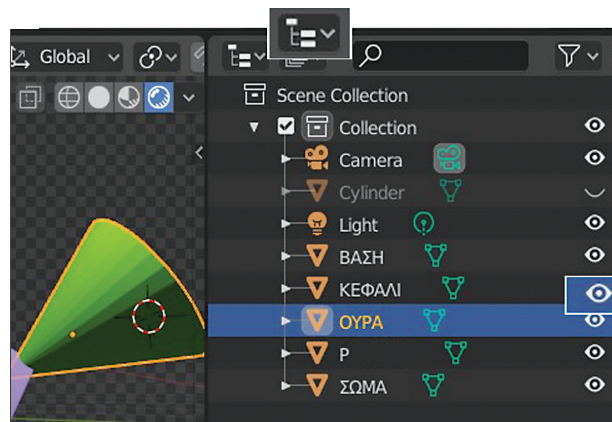 Global
Scene Collection
Collection
Camera
Cylinder
Light
ΒΑΣΗ
ΚΕΦΑΛΙ
ΟΥΡΑ
P
ΣΩΜΑ